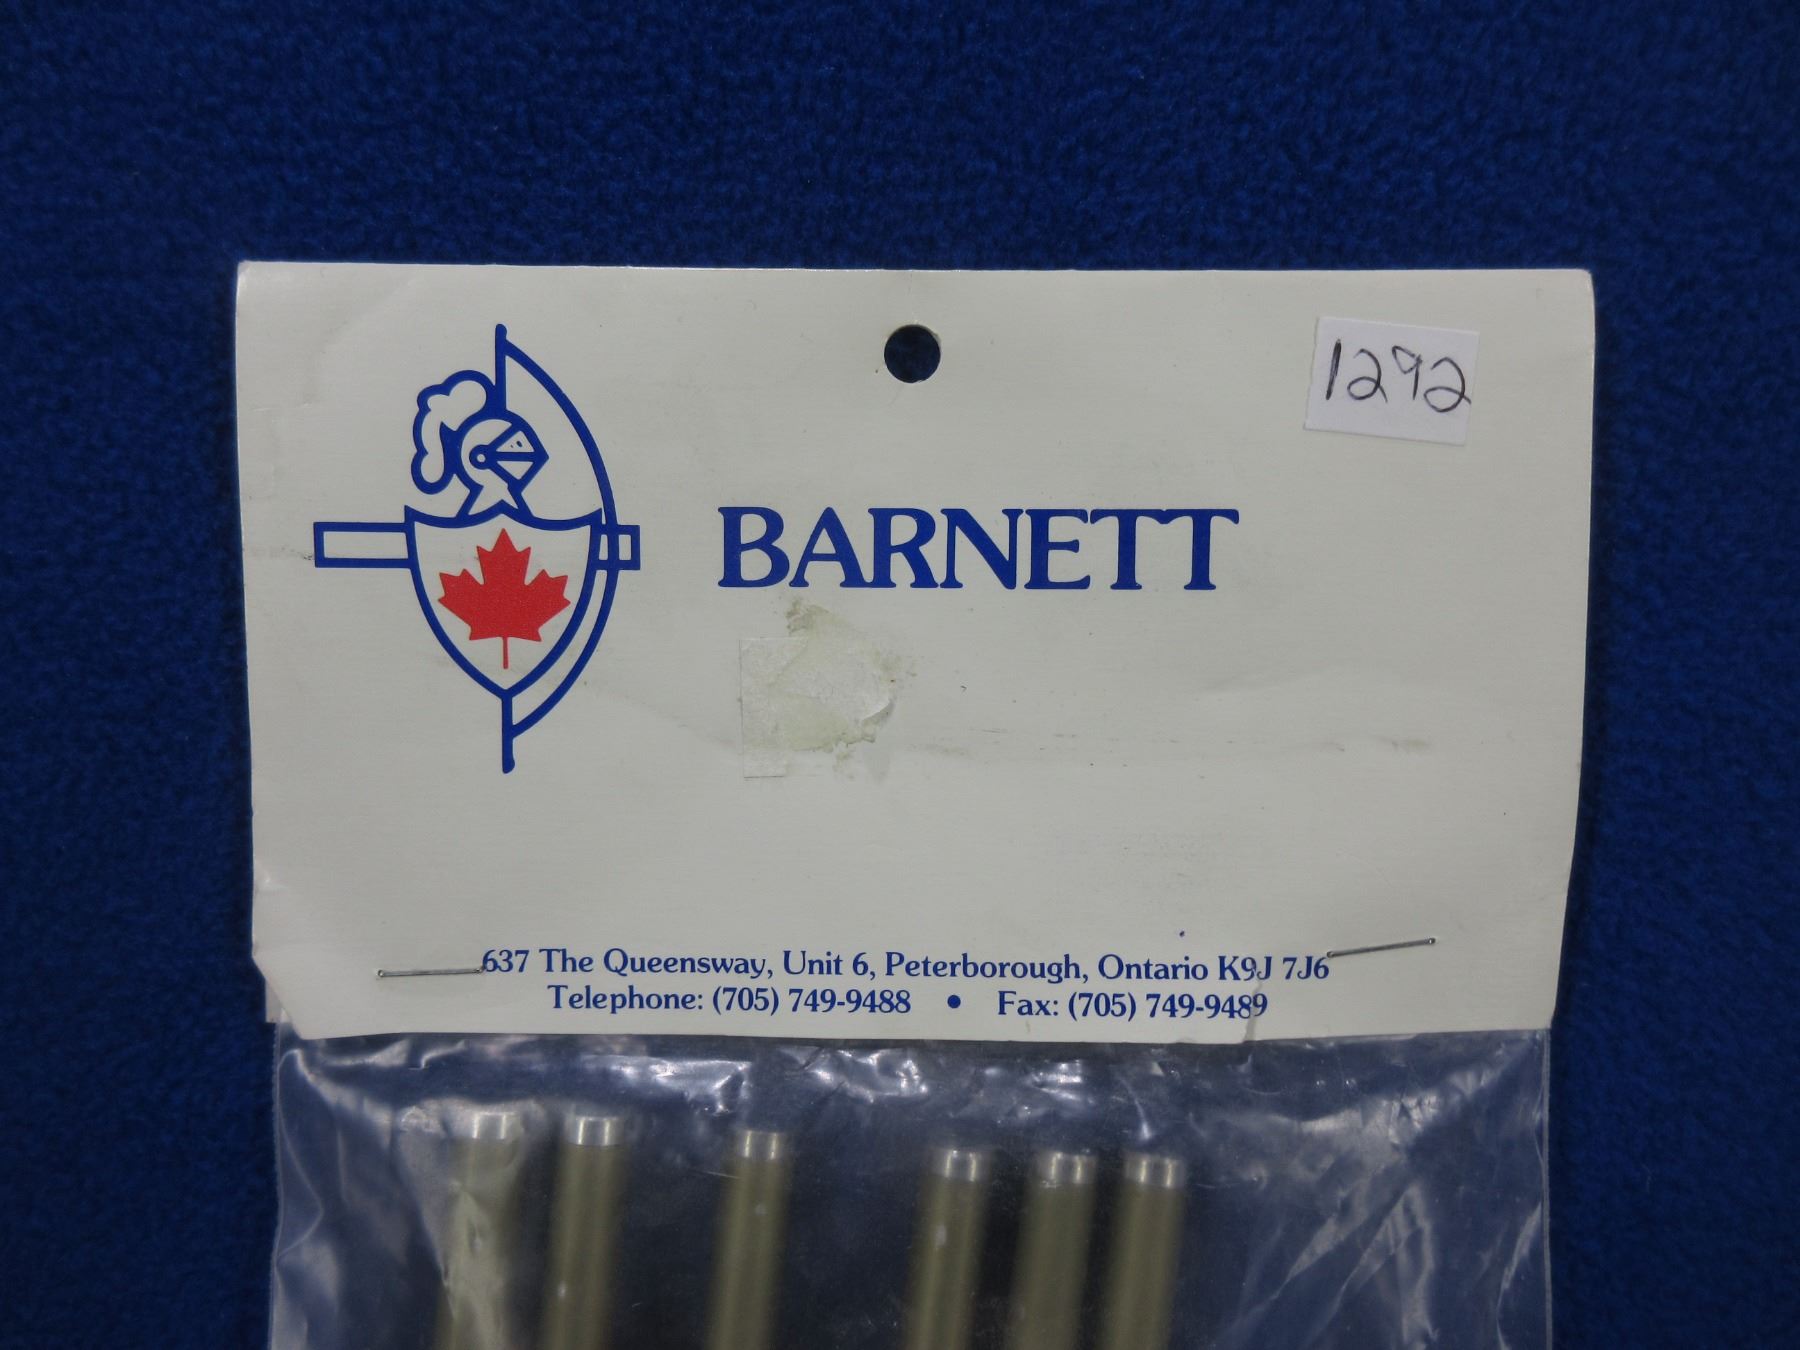 1292
BARNETT
637 The Queensway, Unit 6, Peterborough, Ontario K9J 7J6
Telephone: (705) 749-9488 • Fax: (705) 749-9489